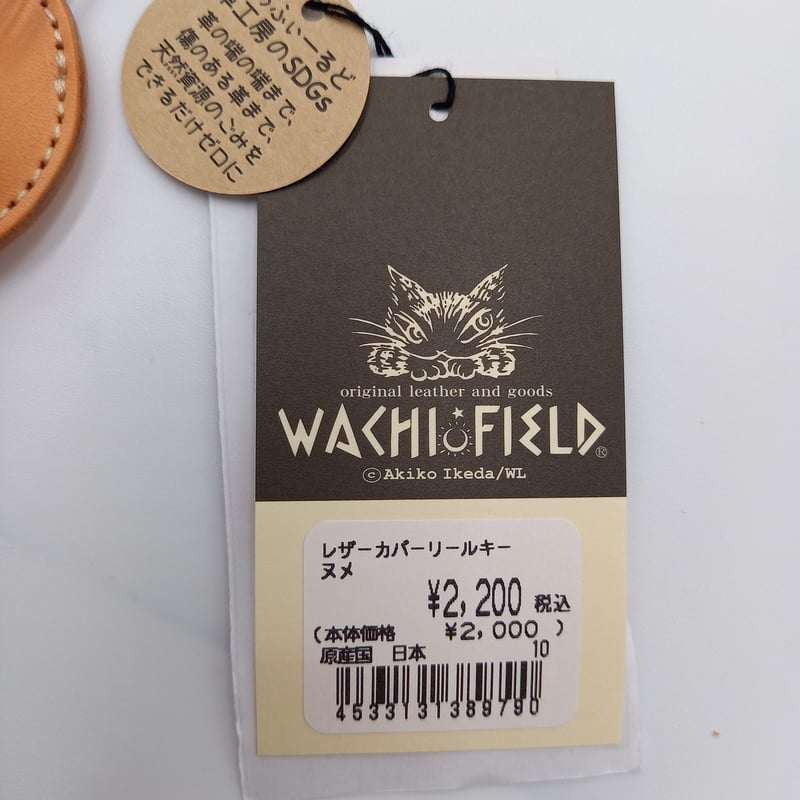 っふぃーるど
革工房のSDGs
革の端の端まで、
傷のある革まで、
天然資源のごみを
できるだけゼロに
original leather and goods
WACHIFIELD®
©Akiko Ikeda/WL
レザーカバーリールキー
ヌメ
¥2,200 税込
(本体価格 ¥2,000 )
原産国 日本 10
4533131389790